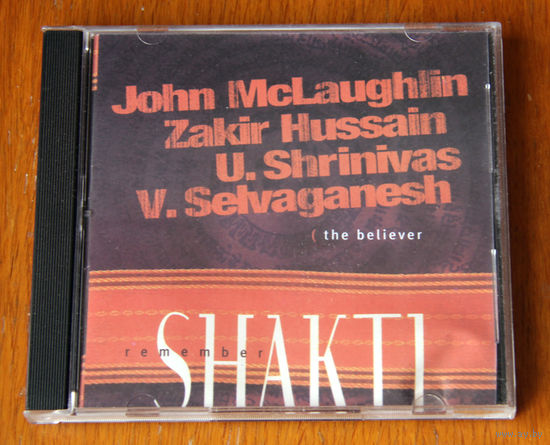 John McLaughlin
Zakir Hussain
U. Shrinivas
V. Selvaganesh
( the believer
remember
SHAKTI